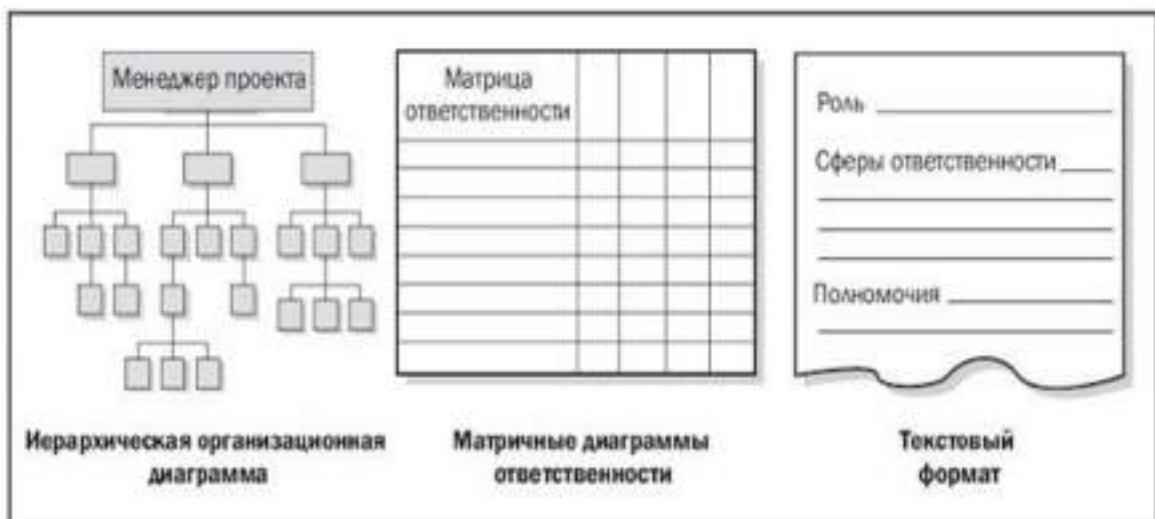 Менеджер проекта
Матрица
ответственности
Роль
Сферы ответственности
Полномочия
Иерархическая организационная
диаграмма
Матричные диаграммы
ответственности
Текстовый
формат